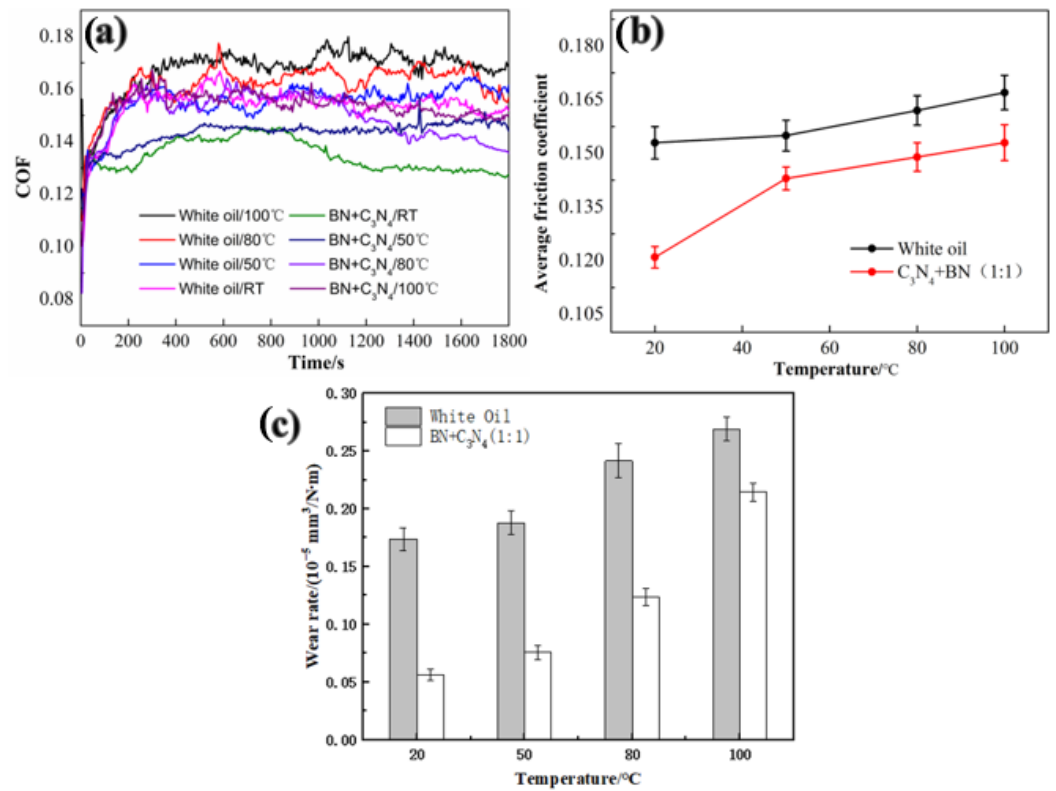 (a)
0.18
0.16
0.14
0.12
0.10
0.08
COF
White oil/100℃
White oil/80℃
White oil/50℃
White oil/RT
BN+C₃N₄/RT
BN+C₃N₄/50℃
BN+C₃N₄/80℃
BN+C₃N₄/100℃
0 200 400 600 800 1000 1200 1400 1600 1800
Time/s
(b)
0.180
0.165
0.150
0.135
0.120
0.105
Average friction coefficient
White oil
C₃N₄+BN（1:1）
20 40 60 80 100
Temperature/℃
(c)
0.30
0.25
0.20
0.15
0.10
0.05
0.00
Wear rate/(10⁻⁵ mm³/N·m)
White Oil
BN+C₃N₄(1:1)
20 50 80 100
Temperature/°C